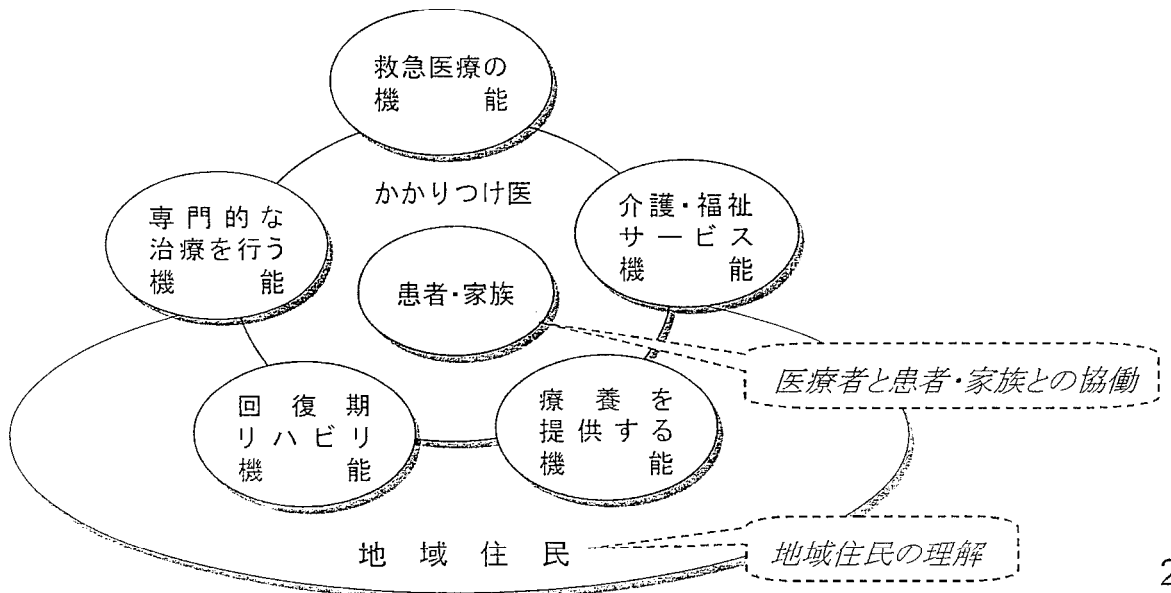 救急医療の
機能
かかりつけ医
専門的な
治療を行う
機能
介護・福祉
サービス
機能
患者・家族
医療者と患者・家族との協働
回復期
リハビリ
機能
療養を
提供する
機能
地域住民
地域住民の理解
2